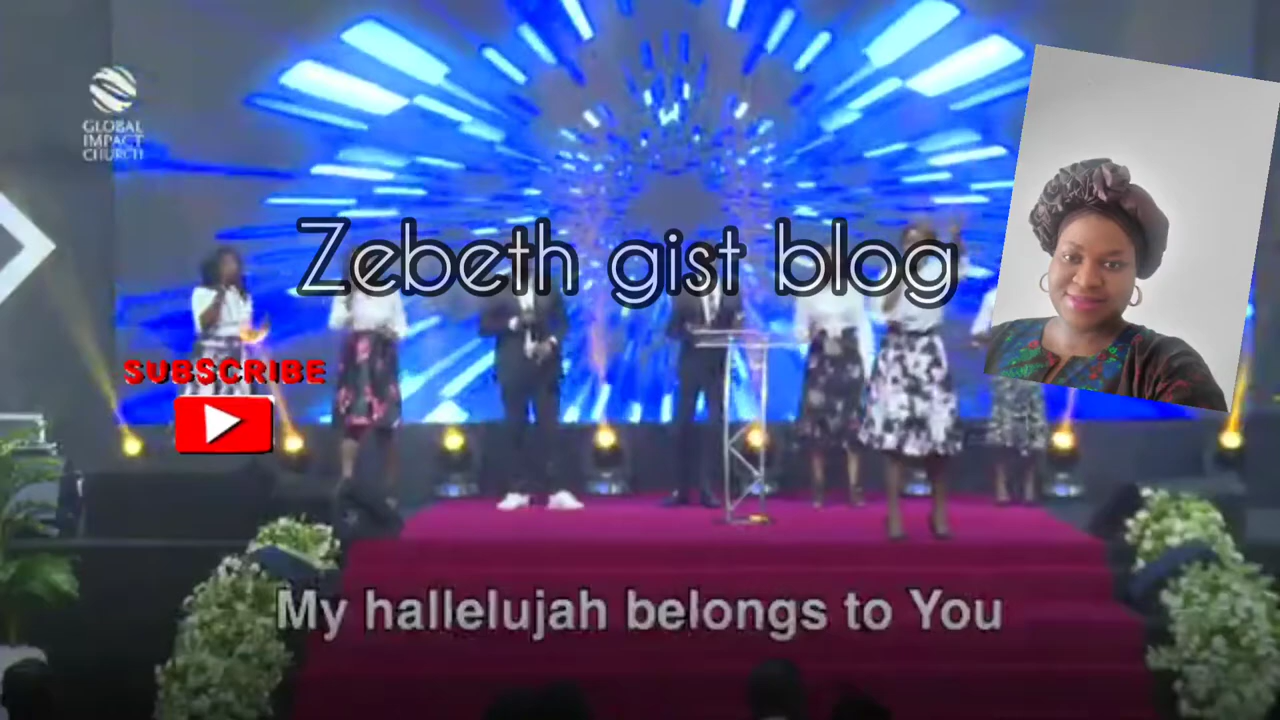 GLOBAL
IMPACT
CHURCH
Zebeth gist blog
SUBSCRIBE
My hallelujah belongs to You